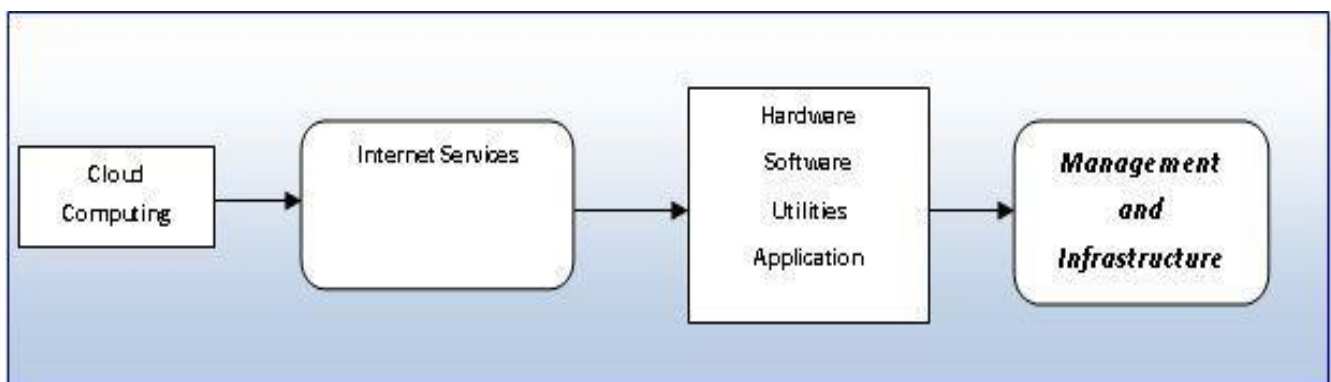 Cloud
Computing
Internet Services
Hardware
Software
Utilities
Application
Management
and
Infrastructure